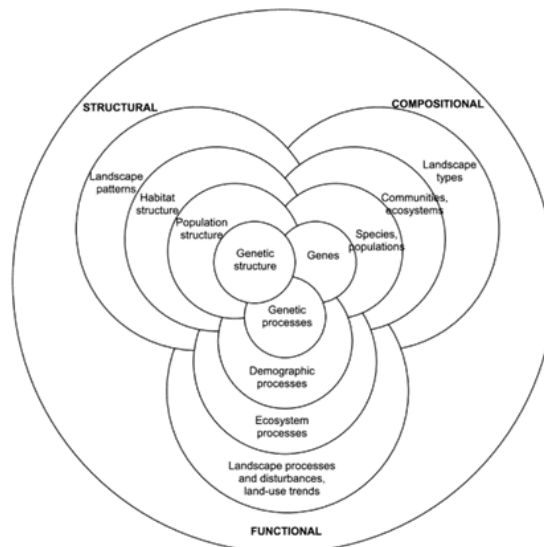 STRUCTURAL
COMPOSITIONAL
Landscape
patterns
Landscape
types
Habitat
structure
Communities,
ecosystems
Population
structure
Species,
populations
Genetic
structure
Genes
Genetic
processes
Demographic
processes
Ecosystem
processes
Landscape processes
and disturbances,
land-use trends
FUNCTIONAL